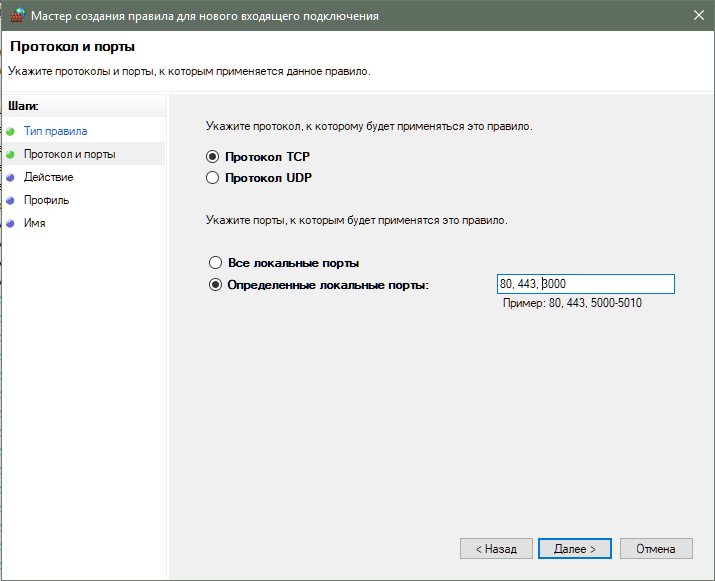 Мастер создания правила для нового входящего подключения
Протокол и порты
Укажите протоколы и порты, к которым применяется данное правило.
Шаги:
Тип правила
Протокол и порты
Действие
Профиль
Имя
Укажите протокол, к которому будет применяться это правило.
Протокол TCP
Протокол UDP
Укажите порты, к которым будет применятся это правило.
Все локальные порты
Определенные локальные порты:
80, 443, 3000
Пример: 80, 443, 5000-5010
< Назад
Далее >
Отмена